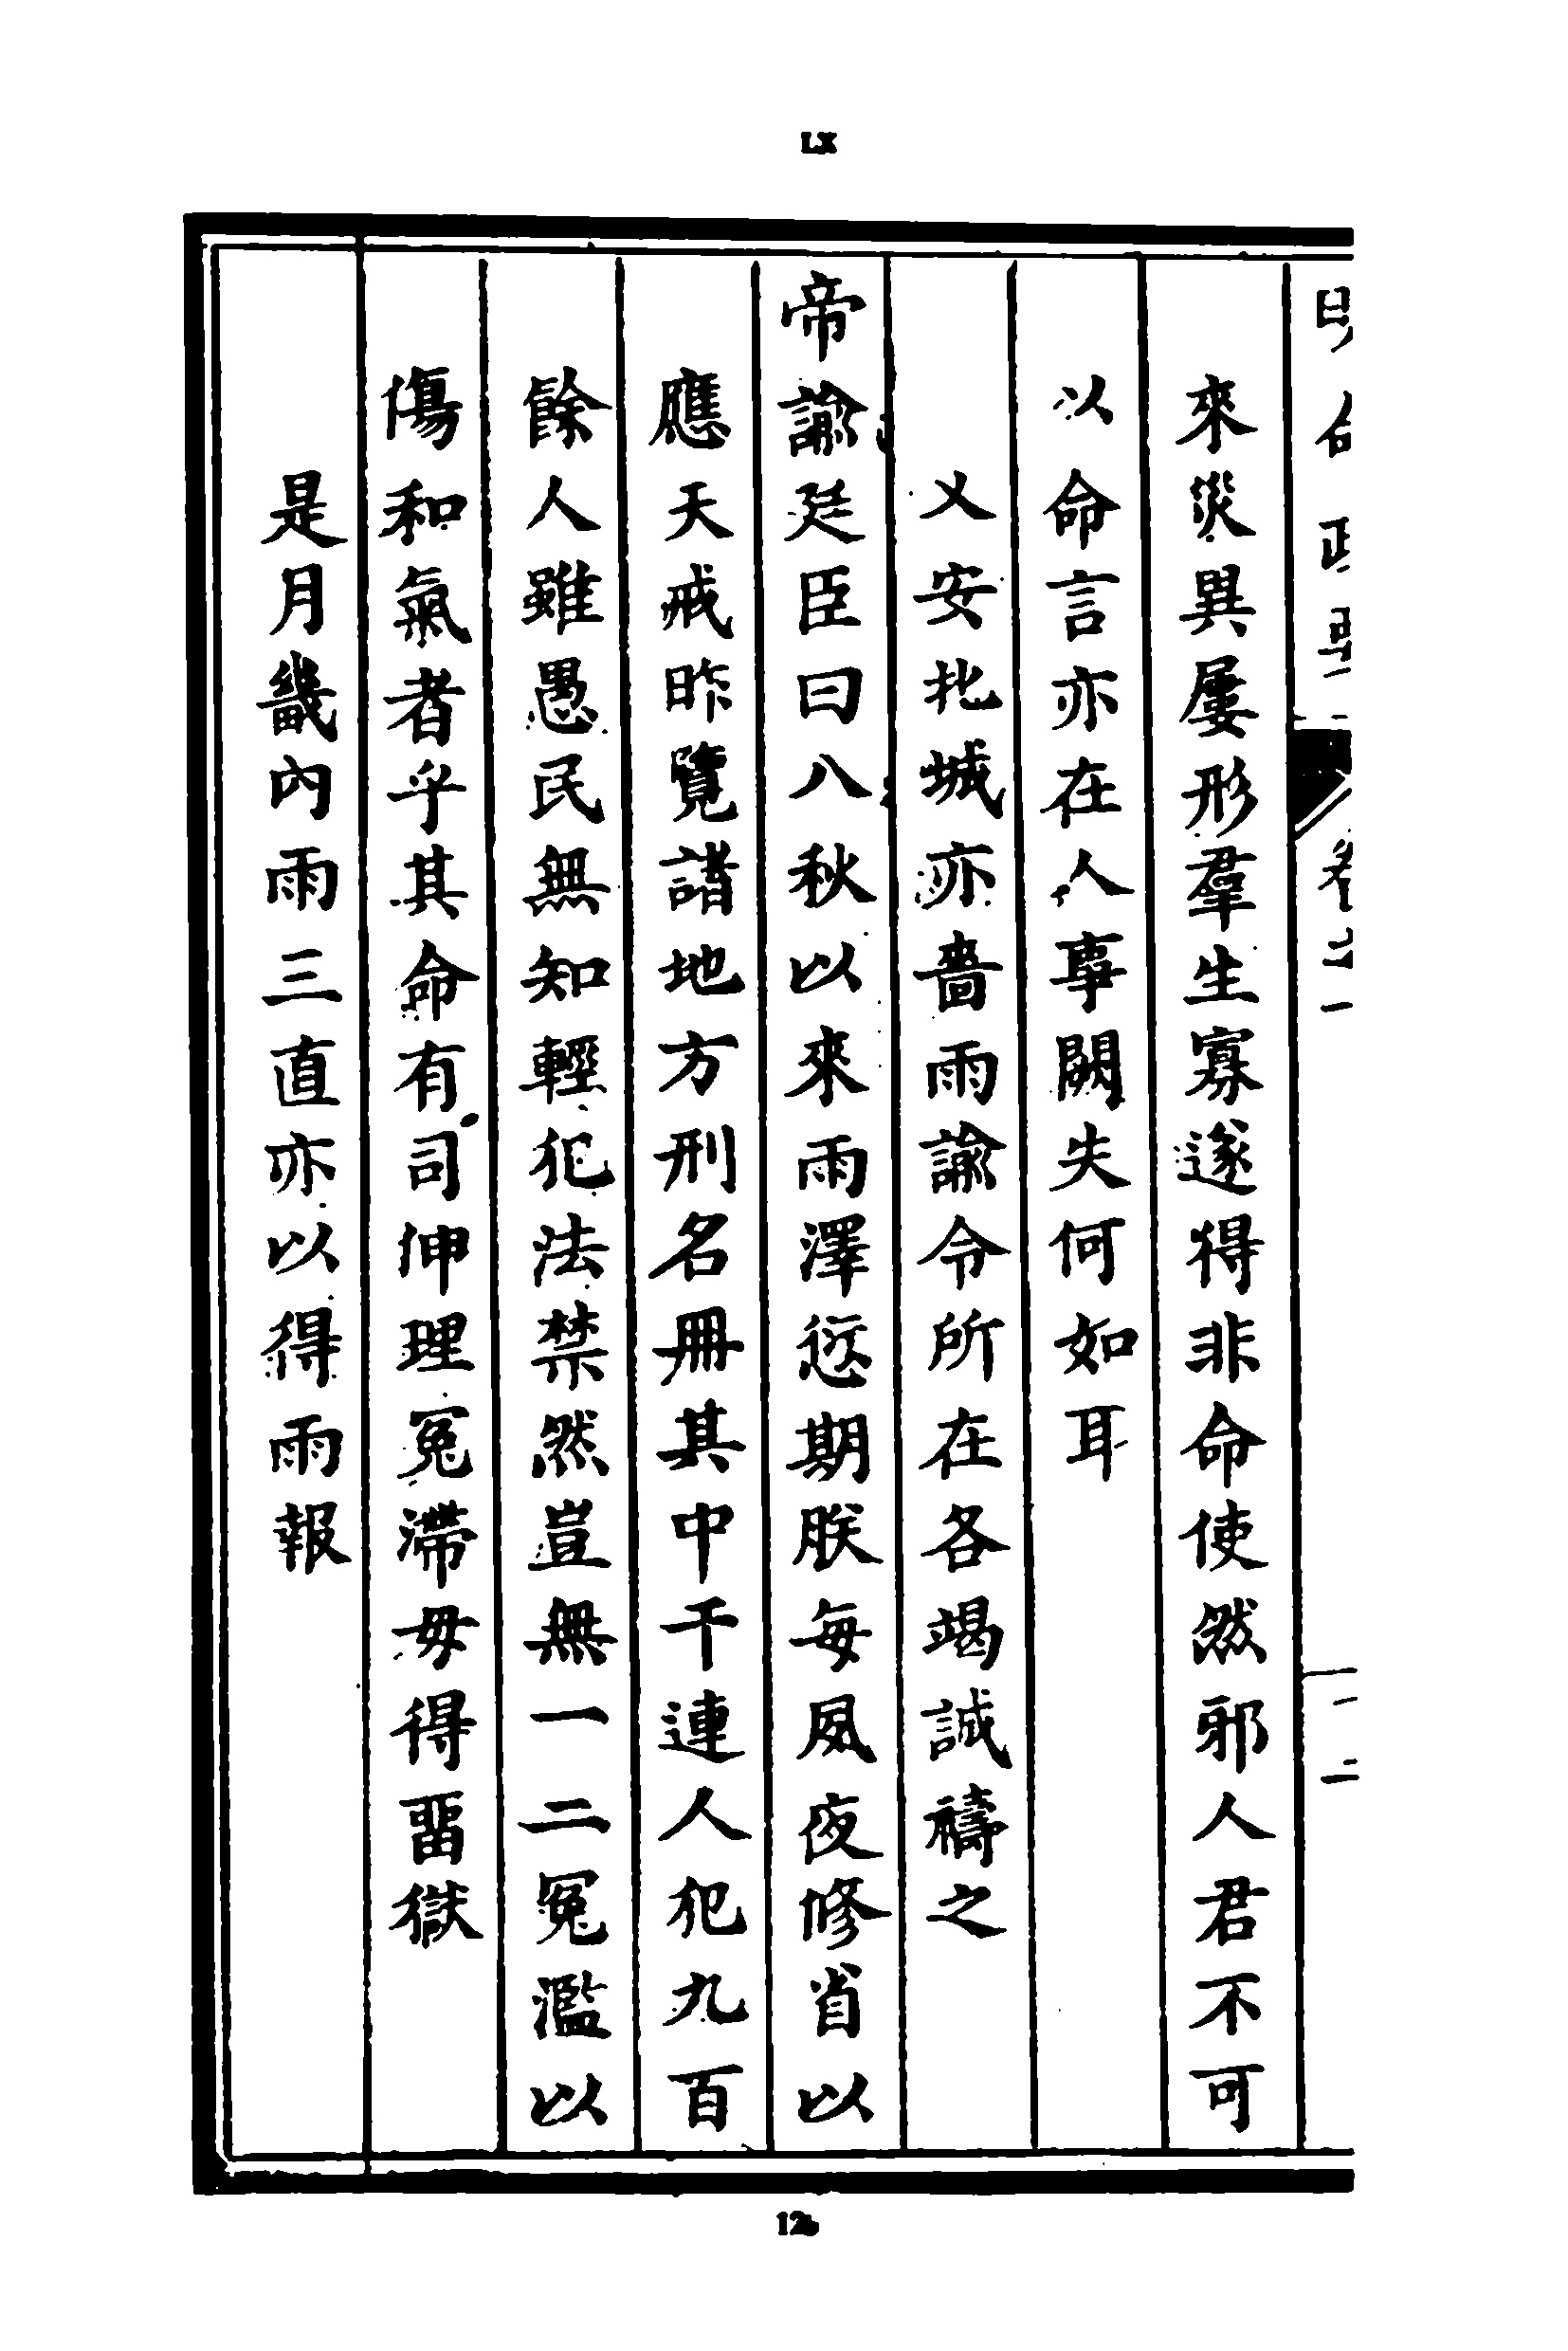 LX
來災異屢形羣生寡遂得非命使然邪人君不可
以命言亦在人事闕失何如耳
乂安北城亦嗇雨諭令所在各竭誠禱之
帝諭廷臣曰入秋以來雨澤愆期朕每夙夜修省以
應天戒昨覽諸地方刑名冊其中干連人犯九百
餘人雖愚民無知輕犯法禁然豈無一二冤濫以
傷和氣者乎其命有司伸理冤滯毋得畱獄
是月畿內雨三直亦以得雨報
12b